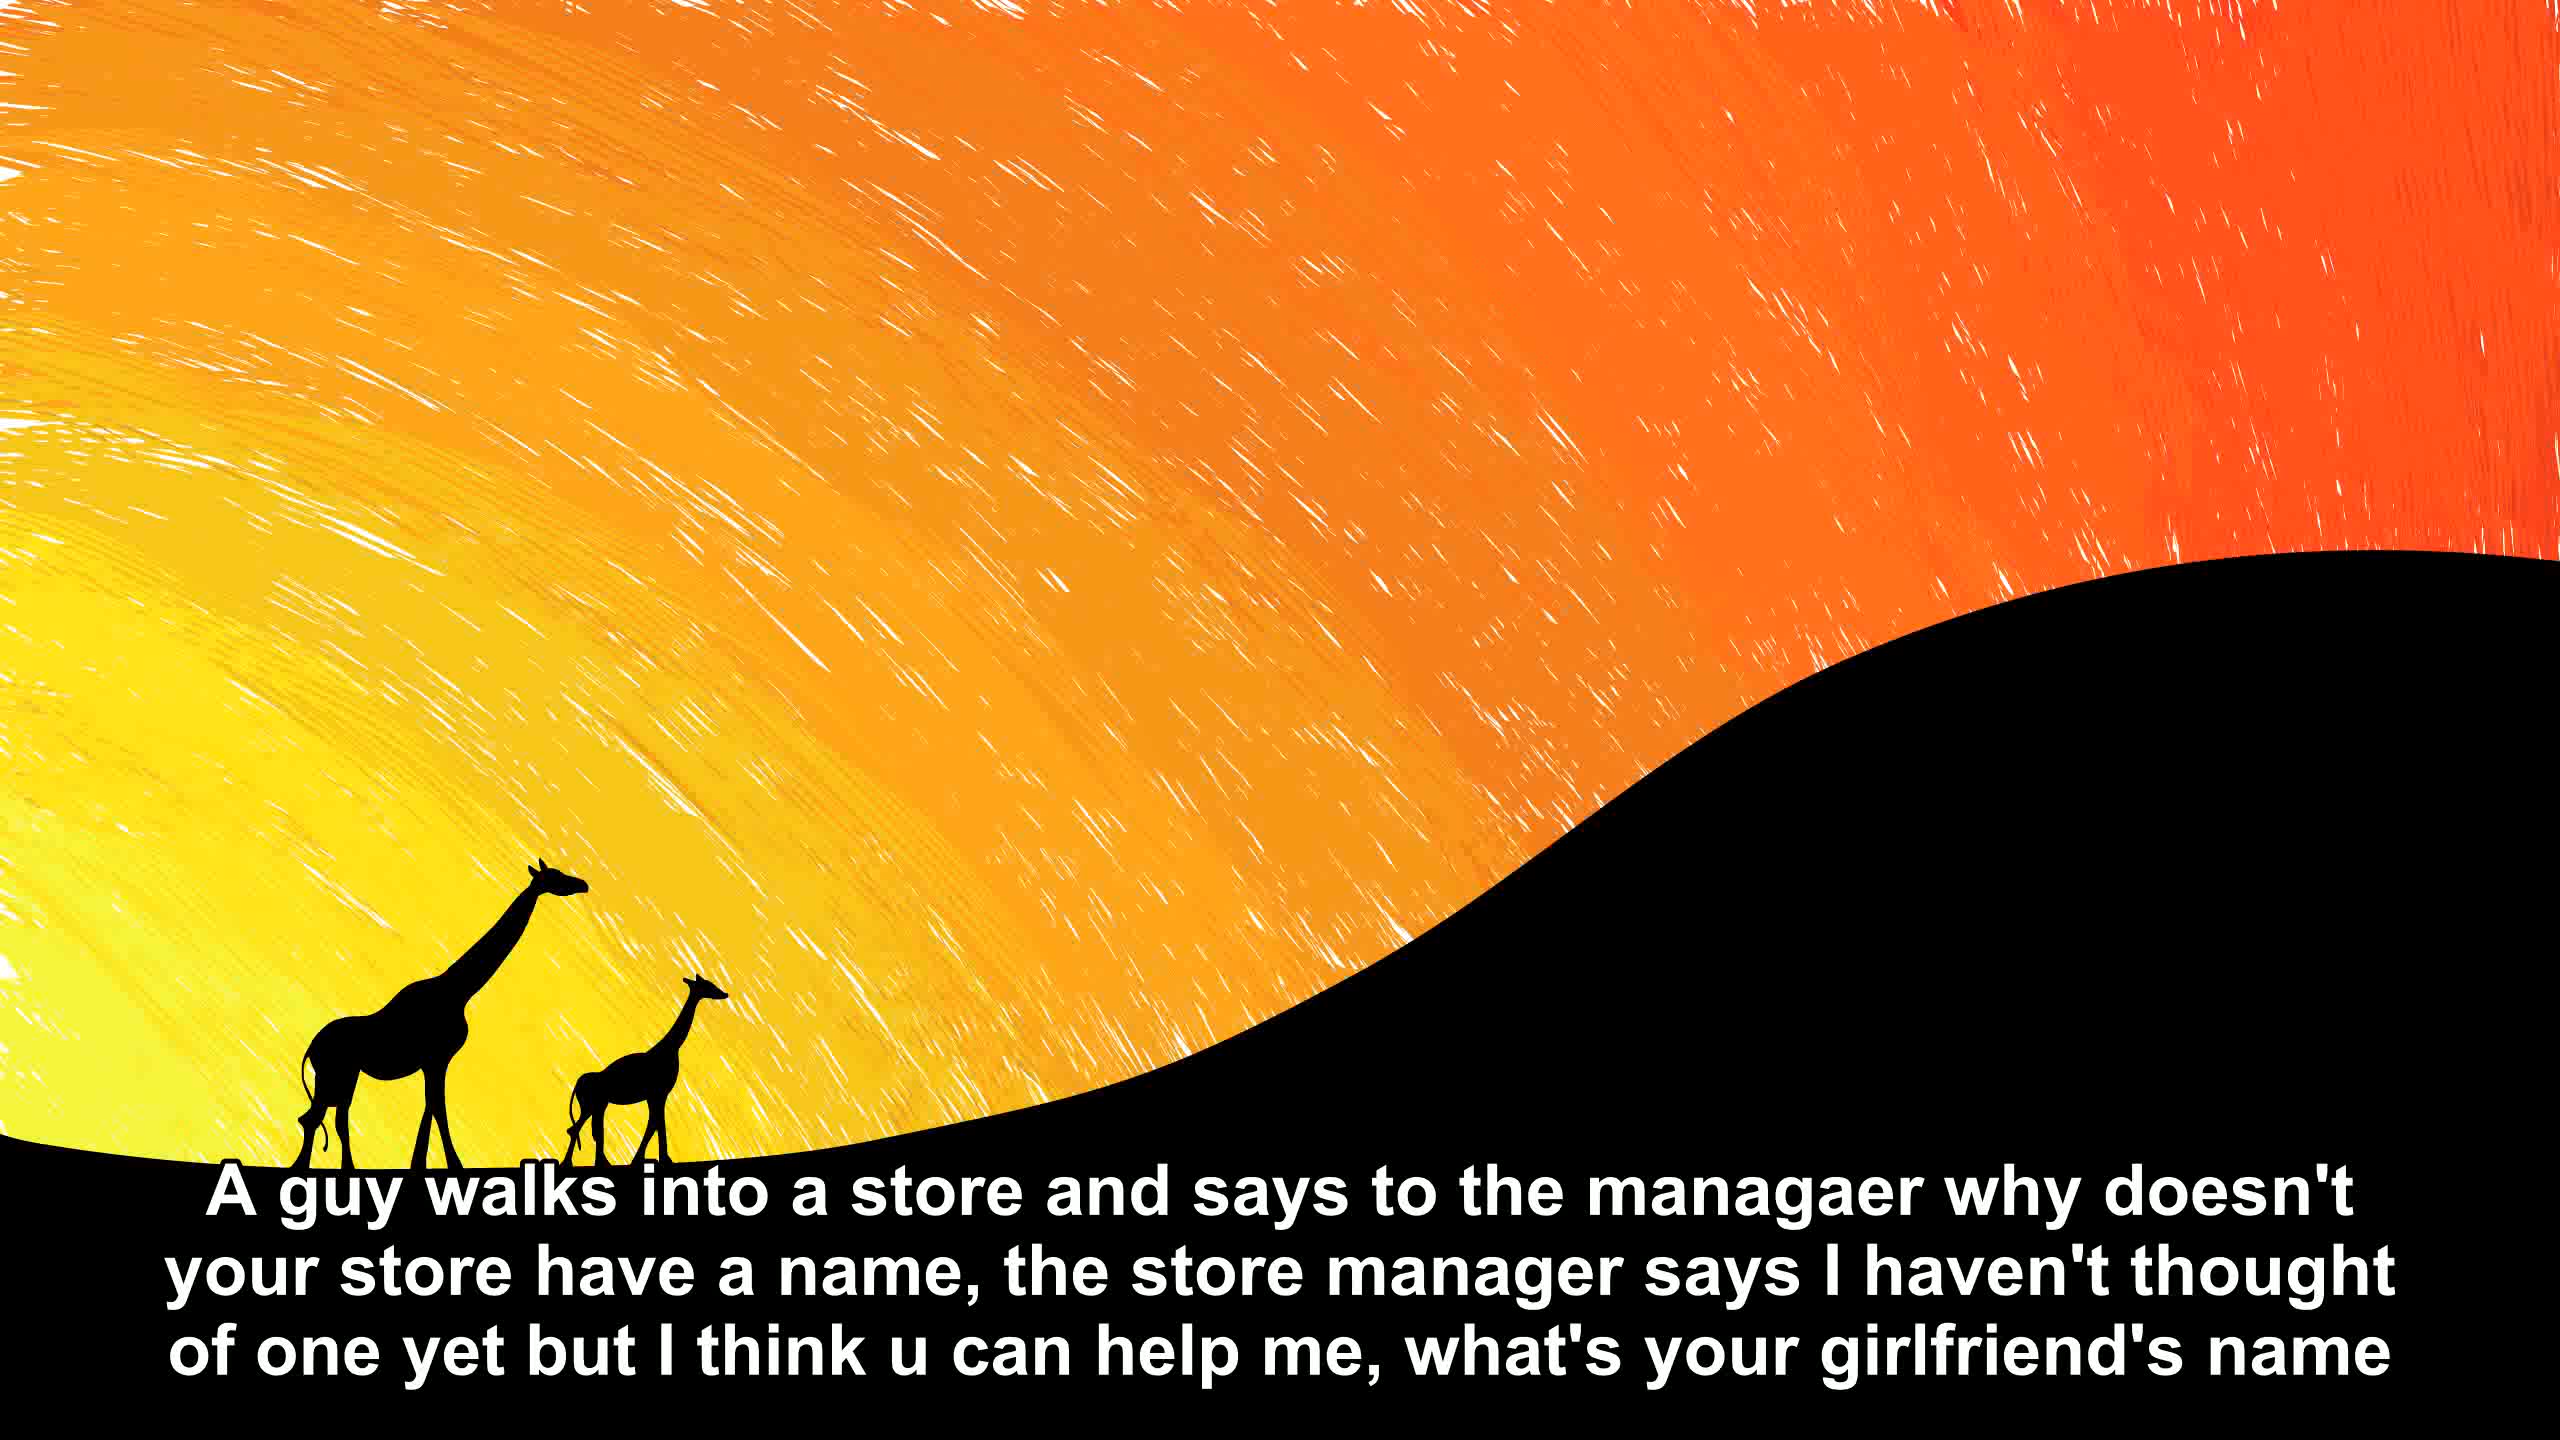 A guy walks into a store and says to the managaer why doesn't
your store have a name, the store manager says I haven't thought
of one yet but I think u can help me, what's your girlfriend's name